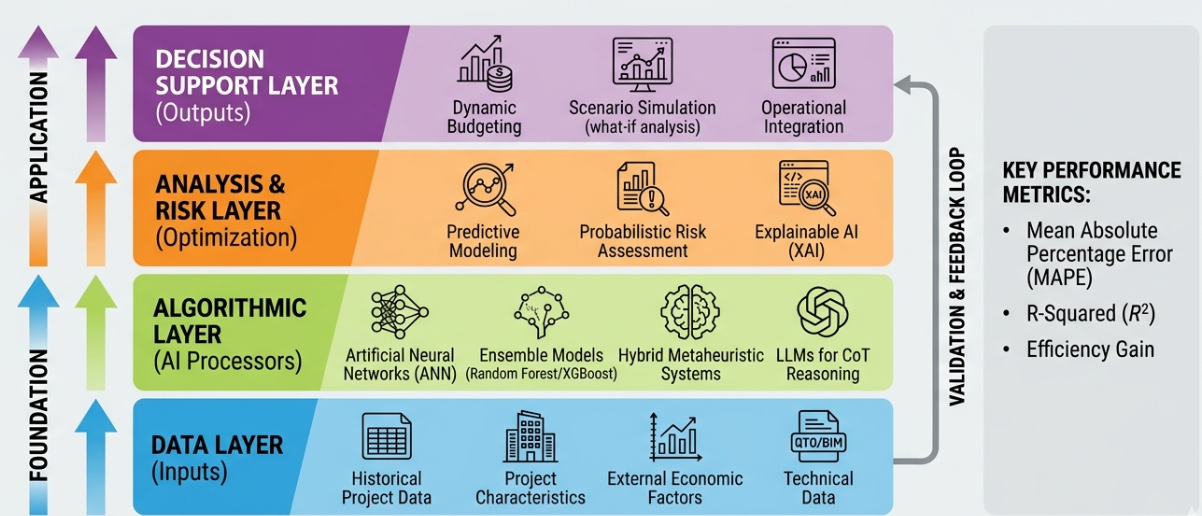 APPLICATION
FOUNDATION
DECISION
SUPPORT LAYER
(Outputs)
$
Dynamic
Budgeting
Scenario Simulation
(what-if analysis)
Operational
Integration
ANALYSIS &
RISK LAYER
(Optimization)
Predictive
Modeling
!
Probabilistic Risk
Assessment
</>
XAI
Explainable AI
(XAI)
ALGORITHMIC
LAYER
(AI Processors)
Artificial Neural
Networks (ANN)
Ensemble Models
(Random Forest/XGBoost)
Hybrid Metaheuristic
Systems
LLMs for CoT
Reasoning
DATA LAYER
(Inputs)
Historical
Project Data
Project
Characteristics
External Economic
Factors
QTO/BIM
Technical
Data
VALIDATION & FEEDBACK LOOP
KEY PERFORMANCE
METRICS:
• Mean Absolute
Percentage Error
(MAPE)
• R-Squared (R²)
• Efficiency Gain